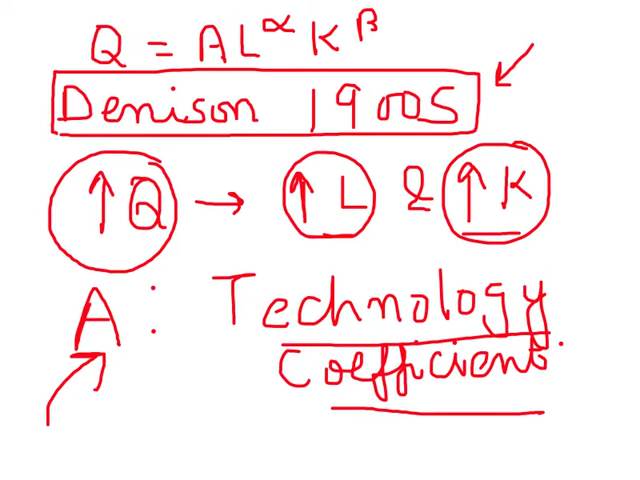 Q = AL^α K^β
Denison 1900S
↑ Q → ↑ L & ↑ K
A : Technology
Coefficient.